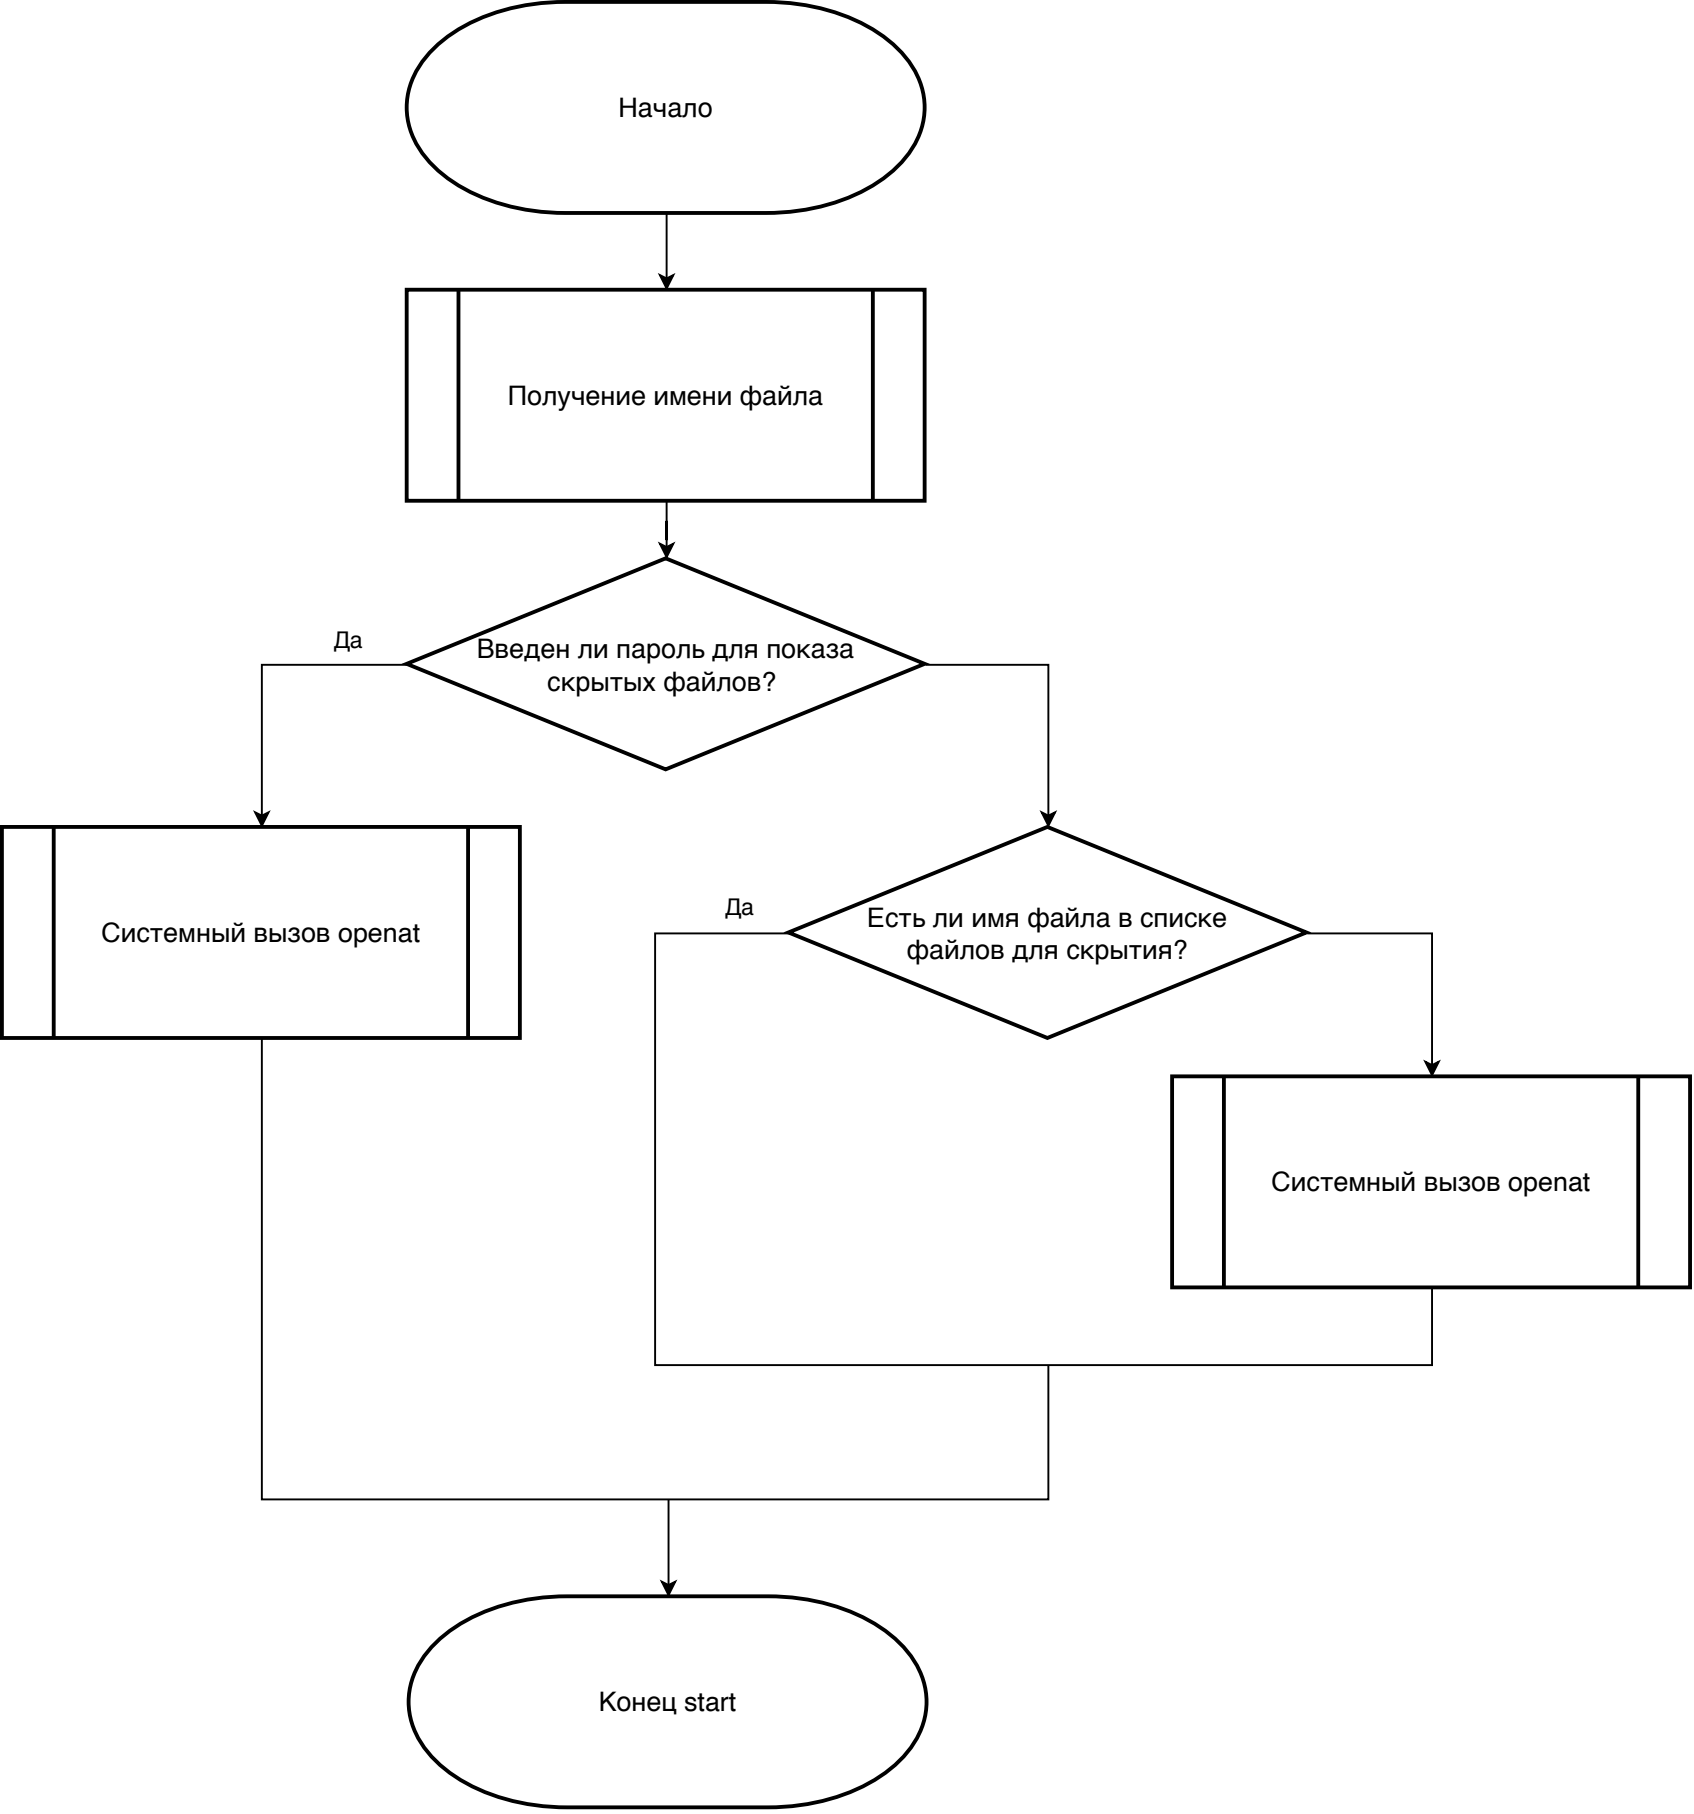 Начало
Получение имени файла
Введен ли пароль для показа
скрытых файлов?
Да
Системный вызов openat
Да
Есть ли имя файла в списке
файлов для скрытия?
Системный вызов openat
Конец start